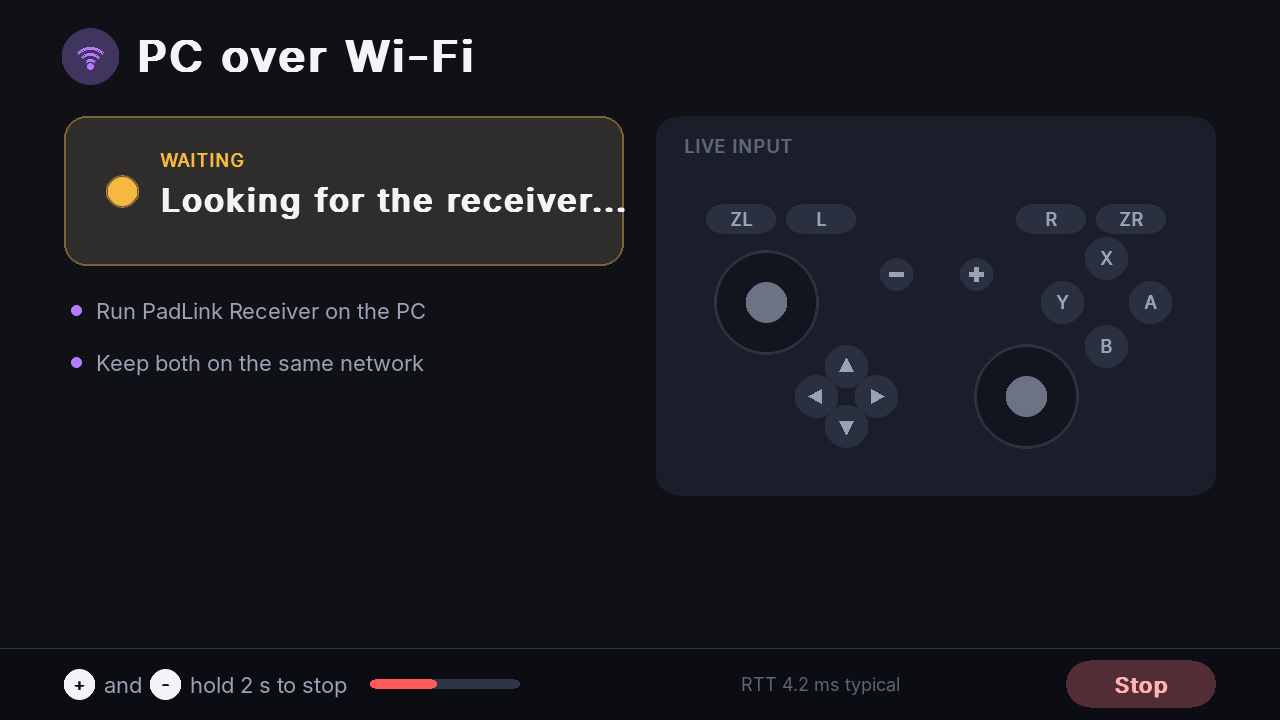 PC over Wi-Fi
WAITING
Looking for the receiver...
Run PadLink Receiver on the PC
Keep both on the same network
LIVE INPUT
ZL L R ZR
X
Y A
B
+ and - hold 2 s to stop
RTT 4.2 ms typical
Stop